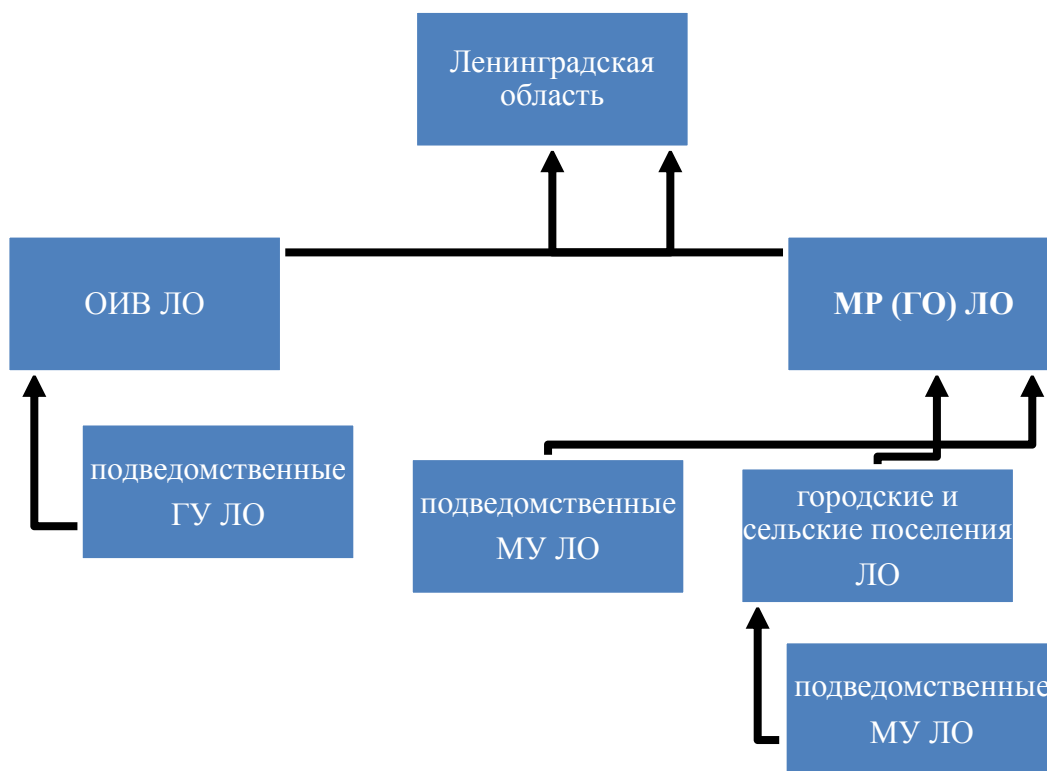 Ленинградская
область
ОИВ ЛО
МР (ГО) ЛО
подведомственные
ГУ ЛО
подведомственные
МУ ЛО
городские и
сельские поселения
ЛО
подведомственные
МУ ЛО